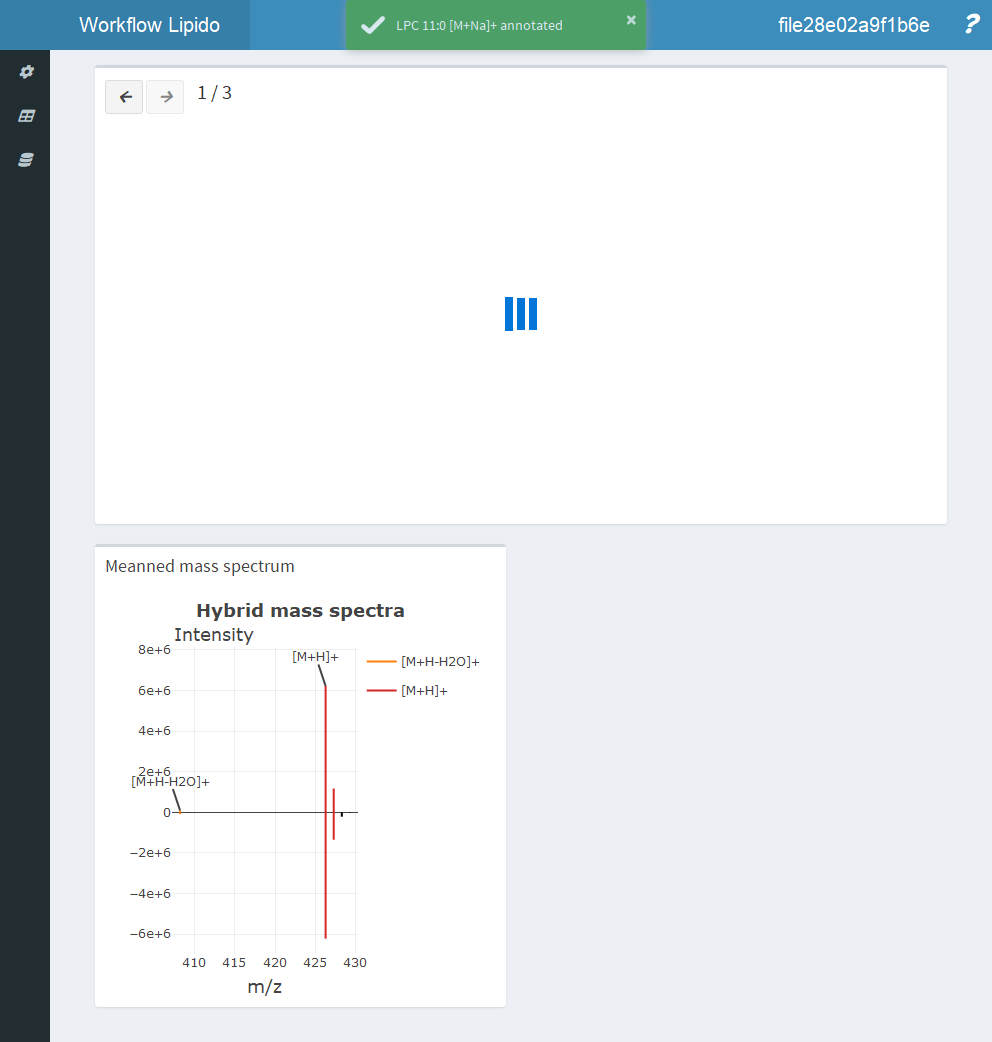 Workflow Lipido
LPC 11:0 [M+Na]+ annotated
×
file28e02a9f1b6e
?
1 / 3
Meanned mass spectrum
Hybrid mass spectra
Intensity
8e+6
6e+6
4e+6
2e+6
0
−2e+6
−4e+6
−6e+6
[M+H]+
[M+H-H2O]+
[M+H-H2O]+
[M+H]+
410 415 420 425 430
m/z